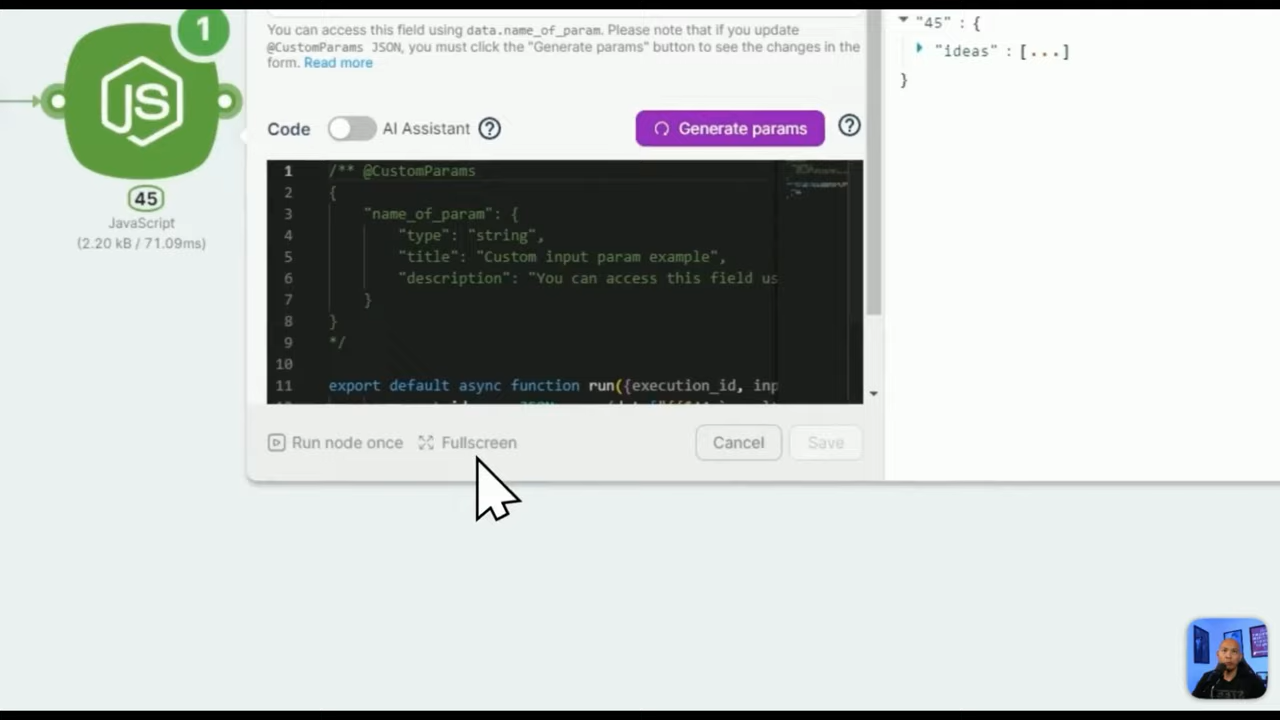 1
JS
45
JavaScript
(2.20 kB / 71.09ms)
You can access this field using data.name_of_param. Please note that if you update
@CustomParams JSON, you must click the "Generate params" button to see the changes in the
form. Read more
Code AI Assistant ? Generate params ?
1 /** @CustomParams
2 {
3 "name_of_param": {
4 "type": "string",
5 "title": "Custom input param example",
6 "description": "You can access this field us
7 }
8 }
9 */
10
11 export default async function run({execution_id, inp
Run node once Fullscreen Cancel Save
"45" : {
"ideas" : [...]
}